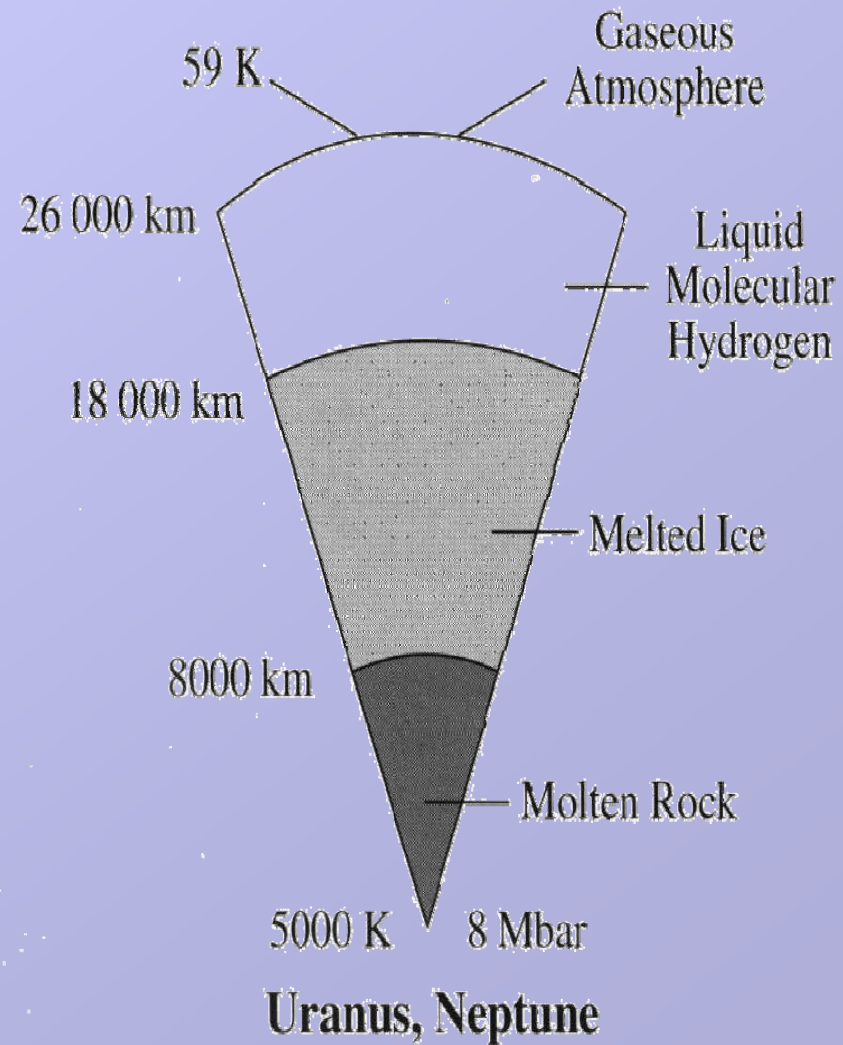 59 K
Gaseous
Atmosphere
26 000 km
Liquid
Molecular
Hydrogen
18 000 km
Melted Ice
8000 km
Molten Rock
5000 K
8 Mbar
Uranus, Neptune